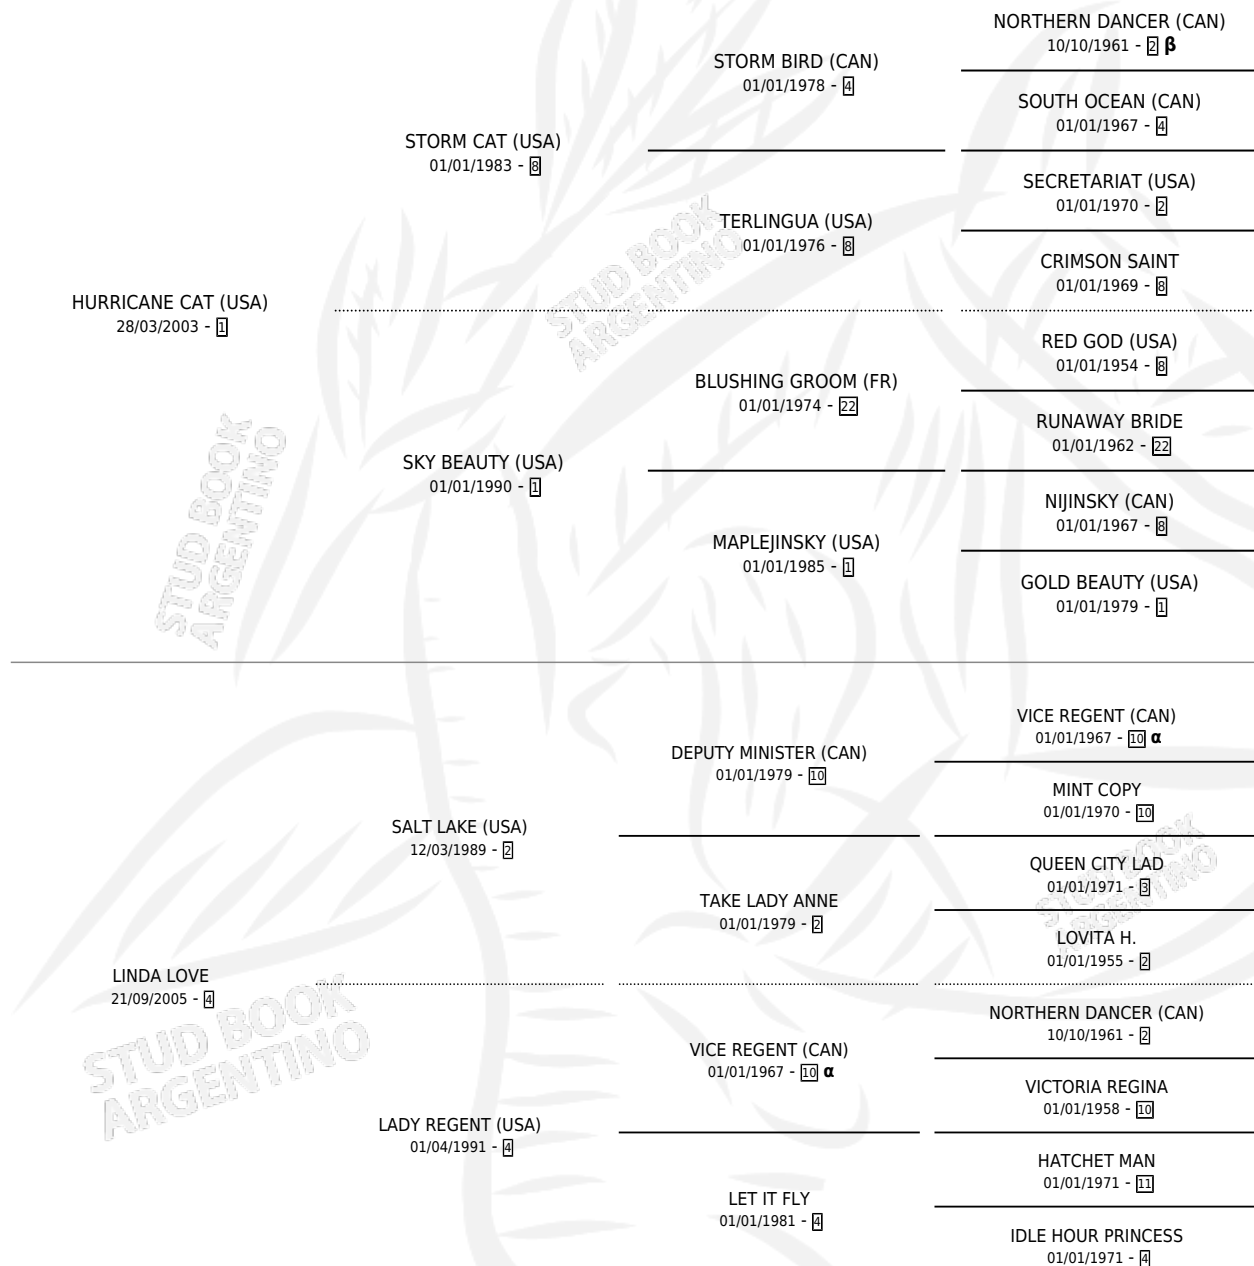 NORTHERN DANCER (CAN)
10/10/1961 - 2 β
STORM BIRD (CAN)
01/01/1978 - 4
SOUTH OCEAN (CAN)
01/01/1967 - 4
STORM CAT (USA)
01/01/1983 - 8
SECRETARIAT (USA)
01/01/1970 - 2
TERLINGUA (USA)
01/01/1976 - 8
CRIMSON SAINT
01/01/1969 - 8
HURRICANE CAT (USA)
28/03/2003 - 1
RED GOD (USA)
01/01/1954 - 8
BLUSHING GROOM (FR)
01/01/1974 - 22
RUNAWAY BRIDE
01/01/1962 - 22
SKY BEAUTY (USA)
01/01/1990 - 1
NIJINSKY (CAN)
01/01/1967 - 8
MAPLEJINSKY (USA)
01/01/1985 - 1
GOLD BEAUTY (USA)
01/01/1979 - 1
STUD BOOK
ARGENTINO
STUD BOOK
ARGENTINO
VICE REGENT (CAN)
01/01/1967 - 10 α
DEPUTY MINISTER (CAN)
01/01/1979 - 10
MINT COPY
01/01/1970 - 10
SALT LAKE (USA)
12/03/1989 - 2
QUEEN CITY LAD
01/01/1971 - 3
TAKE LADY ANNE
01/01/1979 - 2
LOVITA H.
01/01/1955 - 2
STUD BOOK
ARGENTINO
LINDA LOVE
21/09/2005 - 4
NORTHERN DANCER (CAN)
10/10/1961 - 2
VICE REGENT (CAN)
01/01/1967 - 10 α
VICTORIA REGINA
01/01/1958 - 10
STUD BOOK
ARGENTINO
LADY REGENT (USA)
01/04/1991 - 4
HATCHET MAN
01/01/1971 - 11
LET IT FLY
01/01/1981 - 4
IDLE HOUR PRINCESS
01/01/1971 - 4